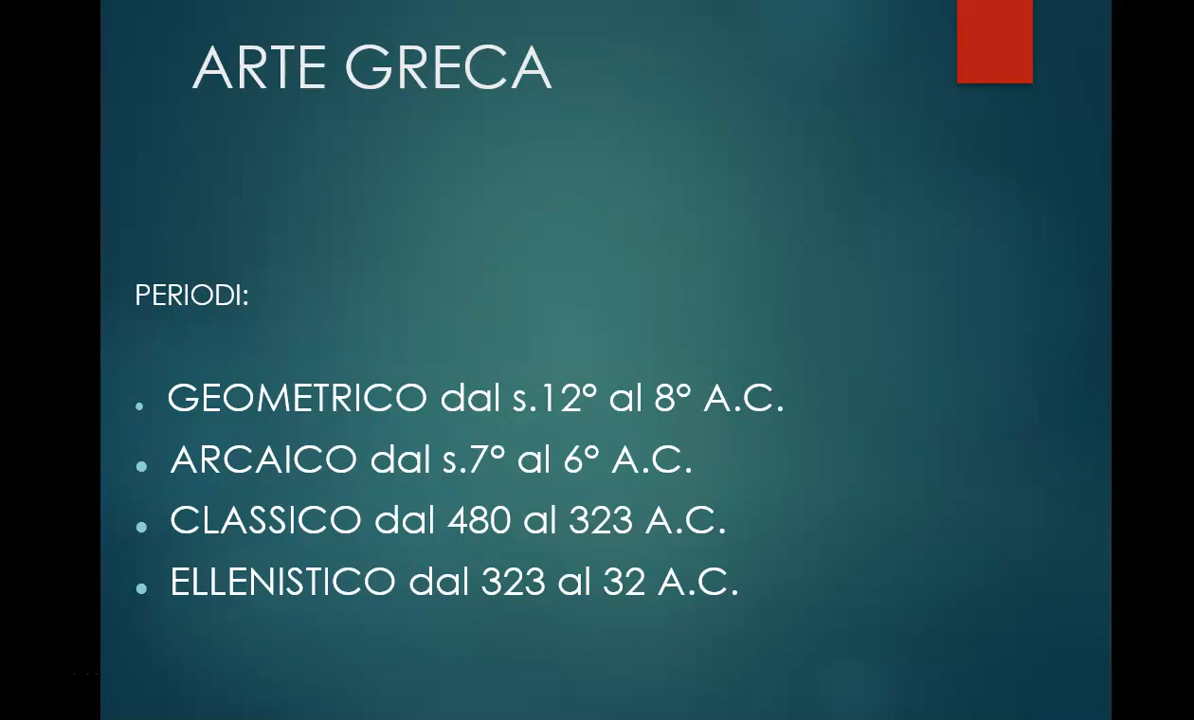 ARTE GRECA
PERIODI:
• GEOMETRICO dal s.12° al 8° A.C.
• ARCAICO dal s.7° al 6° A.C.
• CLASSICO dal 480 al 323 A.C.
• ELLENISTICO dal 323 al 32 A.C.